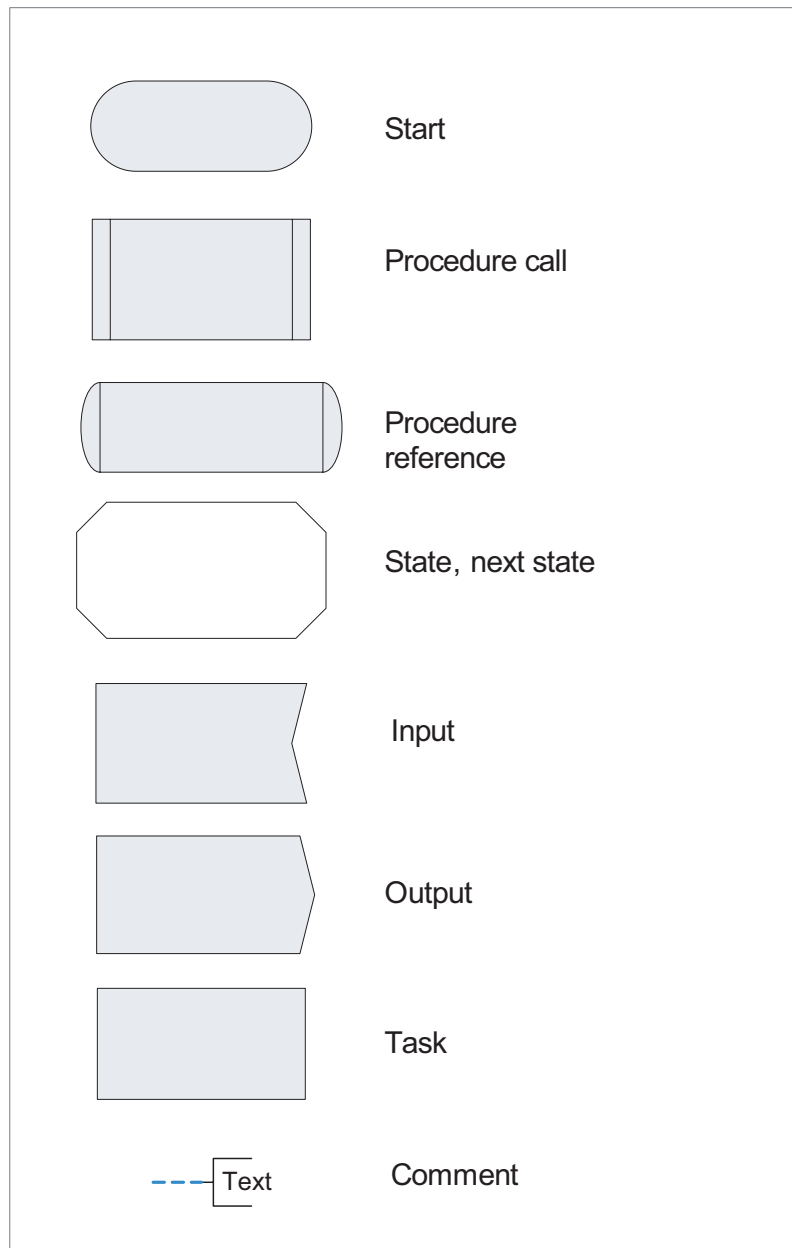 Start
Procedure call
Procedure
reference
State, next state
Input
Output
Task
Text
Comment